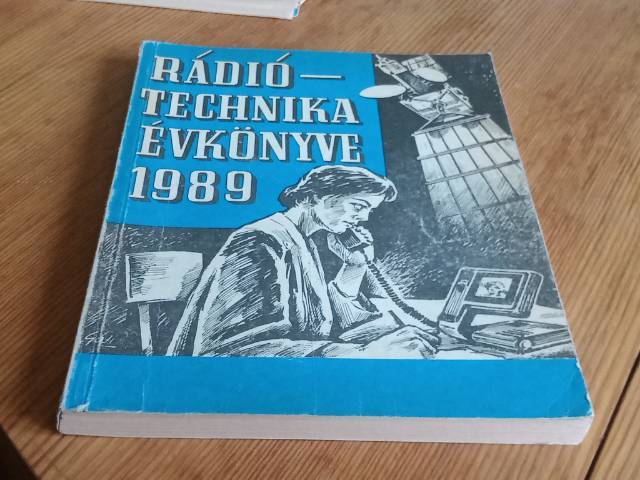 RÁDIÓ—
TECHNIKA
ÉVKÖNYVE
1989